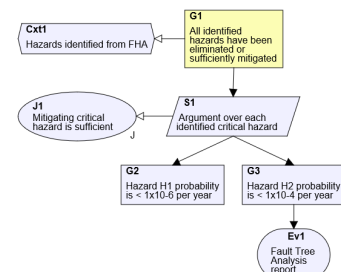 Cxt1
Hazards identified from FHA
G1
All identified
hazards have been
eliminated or
sufficiently mitigated
J1
Mitigating critical
hazard is sufficient
J
S1
Argument over each
identified critical hazard
G2
Hazard H1 probability
is < 1x10-6 per year
G3
Hazard H2 probability
is < 1x10-4 per year
Ev1
Fault Tree
Analysis
report